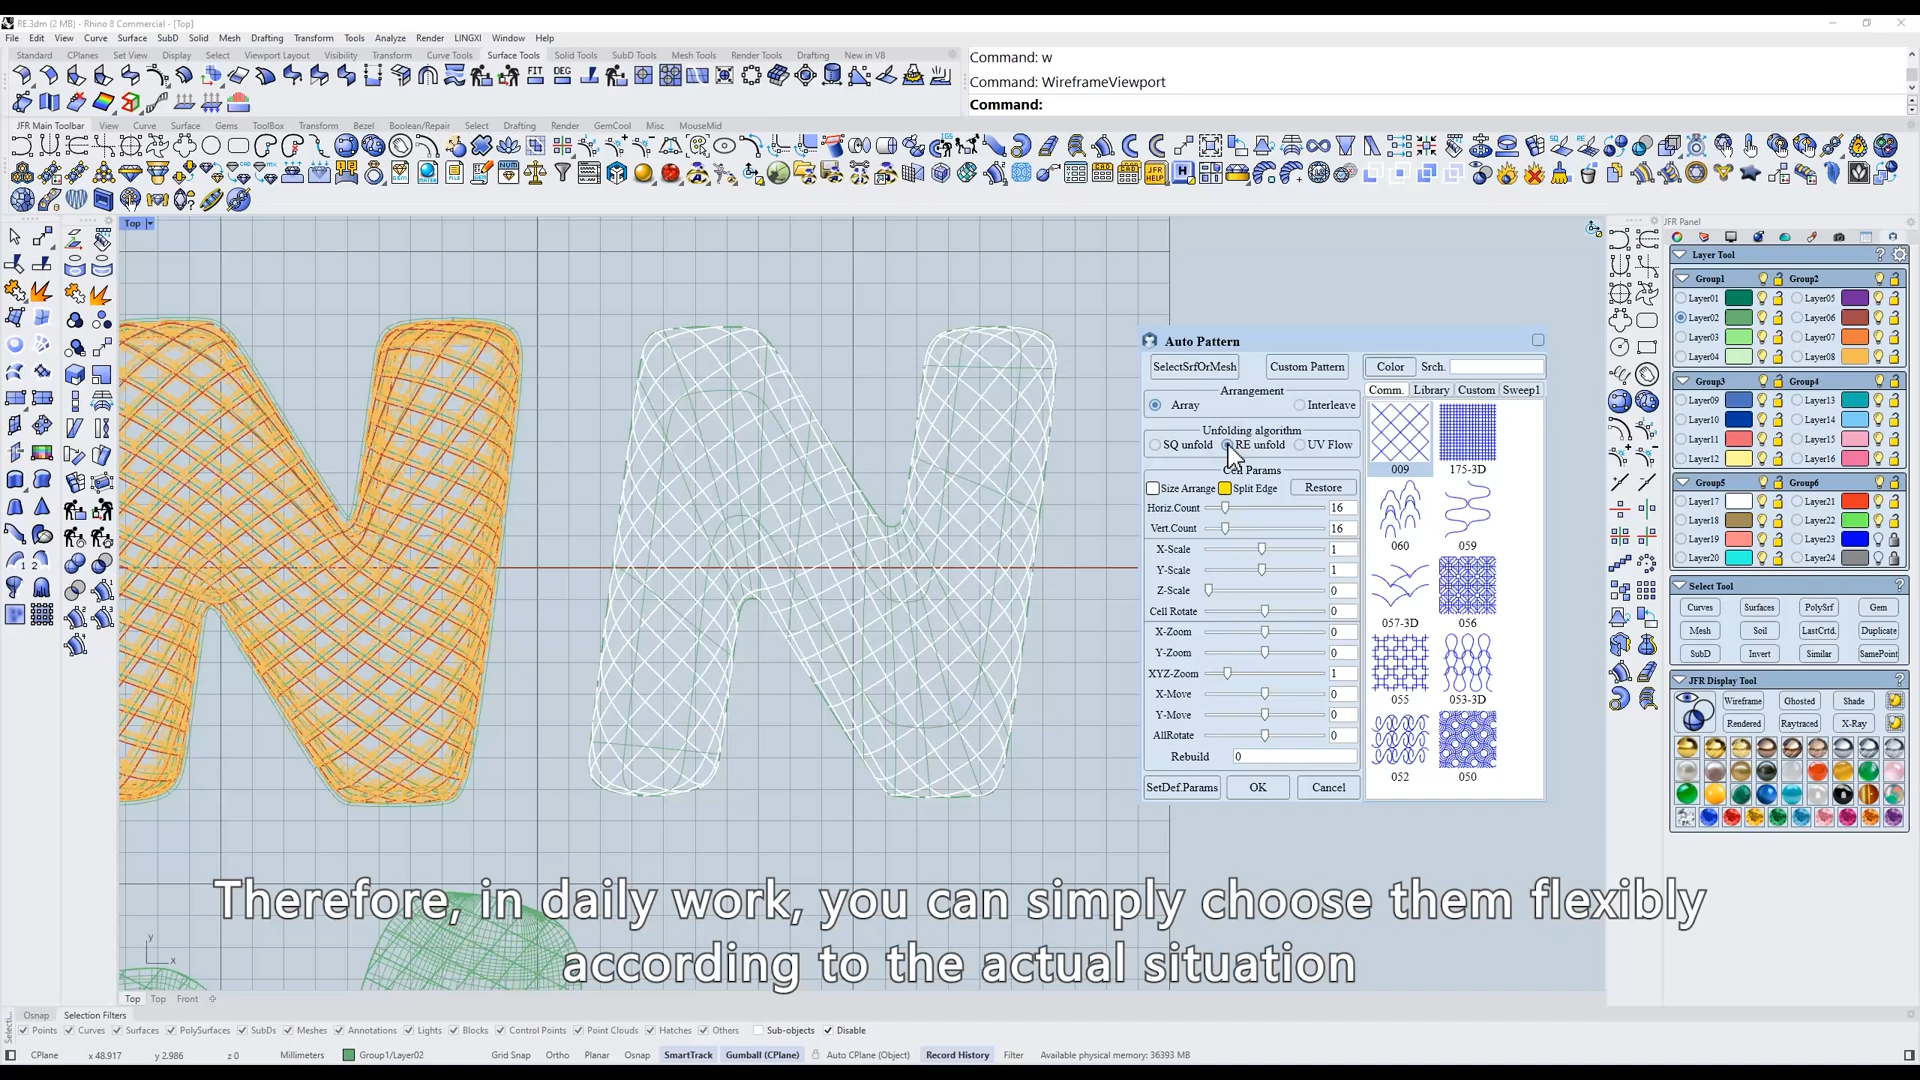 RE.3dm (2 MB) - Rhino 8 Commercial - [Top]
File Edit View Curve Surface SubD Solid Mesh Drafting Transform Tools Analyze Render LINGXI Window Help
Standard CPlanes Set View Display Select Viewport Layout Visibility Transform Curve Tools Surface Tools Solid Tools SubD Tools Mesh Tools Render Tools Drafting New in V8
Command: w
Command: WireframeViewport
Command:
FIT DEG
JFR Main Toolbar View Curve Surface Gems ToolBox Transform Bezel Boolean/Repair Select Drafting Render GemCool Misc MouseMid
Top
JFR Panel
Layer Tool
Group1 Group2
Layer01 Layer05
Layer02 Layer06
Layer03 Layer07
Layer04 Layer08
Group3 Group4
Layer09 Layer13
Layer10 Layer14
Layer11 Layer15
Layer12 Layer16
Group5 Group6
Layer17 Layer21
Layer18 Layer22
Layer19 Layer23
Layer20 Layer24
Select Tool
Curves Surfaces PolySrf Gem
Mesh Soil LastCrtd. Duplicate
SubD Invert Similar SamePoint
JFR Display Tool
Wireframe Ghosted Shade
Rendered Raytraced X-Ray
Auto Pattern
SelectSrfOrMesh Custom Pattern Color Srch.
Arrangement
Array Interleave
Comm. Library Custom Sweep1
Unfolding algorithm
SQ unfold RE unfold UV Flow
Cell Params
Size Arrange Split Edge Restore
Horiz.Count 16
Vert.Count 16
X-Scale 1
Y-Scale 1
Z-Scale 0
Cell Rotate 0
X-Zoom 0
Y-Zoom 0
XYZ-Zoom 1
X-Move 0
Y-Move 0
AllRotate 0
Rebuild 0
SetDef.Params OK Cancel
009 175-3D
060 059
057-3D 056
055 053-3D
052 050
Therefore, in daily work, you can simply choose them flexibly
according to the actual situation
y
x
Top Top Front
Osnap Selection Filters
Points Curves Surfaces PolySurfaces SubDs Meshes Annotations Lights Blocks Control Points Point Clouds Hatches Others Sub-objects Disable
CPlane x 48.917 y 2.986 z 0 Millimeters Group1/Layer02 Grid Snap Ortho Planar Osnap SmartTrack Gumball (CPlane) Auto CPlane (Object) Record History Filter Available physical memory: 36393 MB